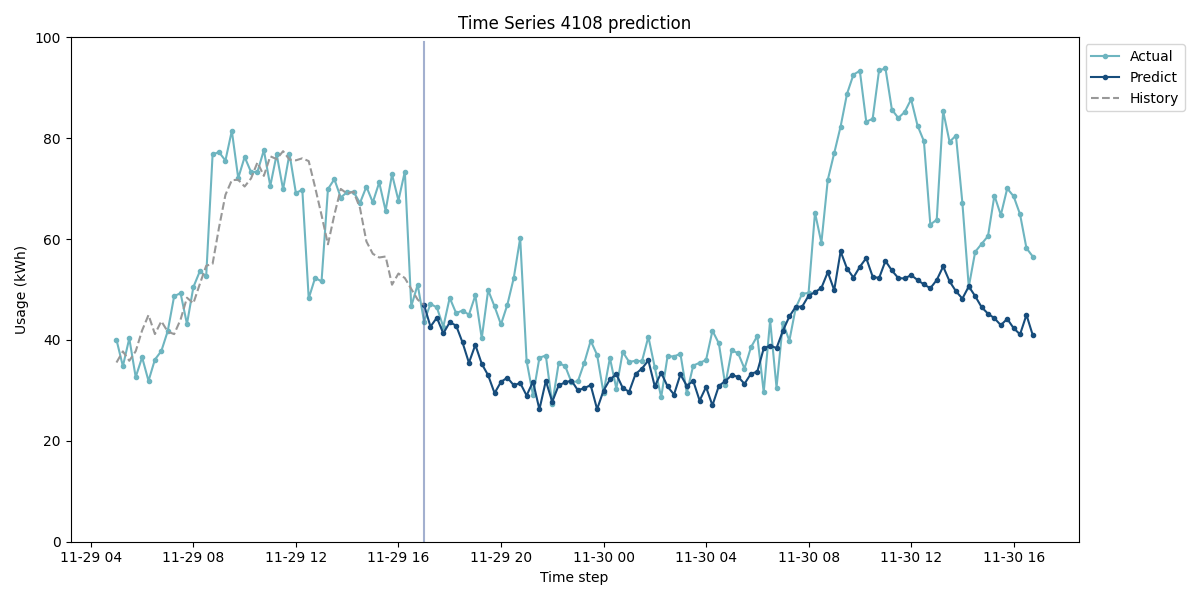 Time Series 4108 prediction
Usage (kWh)
100
80
60
40
20
0
11-29 04
11-29 08
11-29 12
11-29 16
11-29 20
11-30 00
11-30 04
11-30 08
11-30 12
11-30 16
Time step
Actual
Predict
History